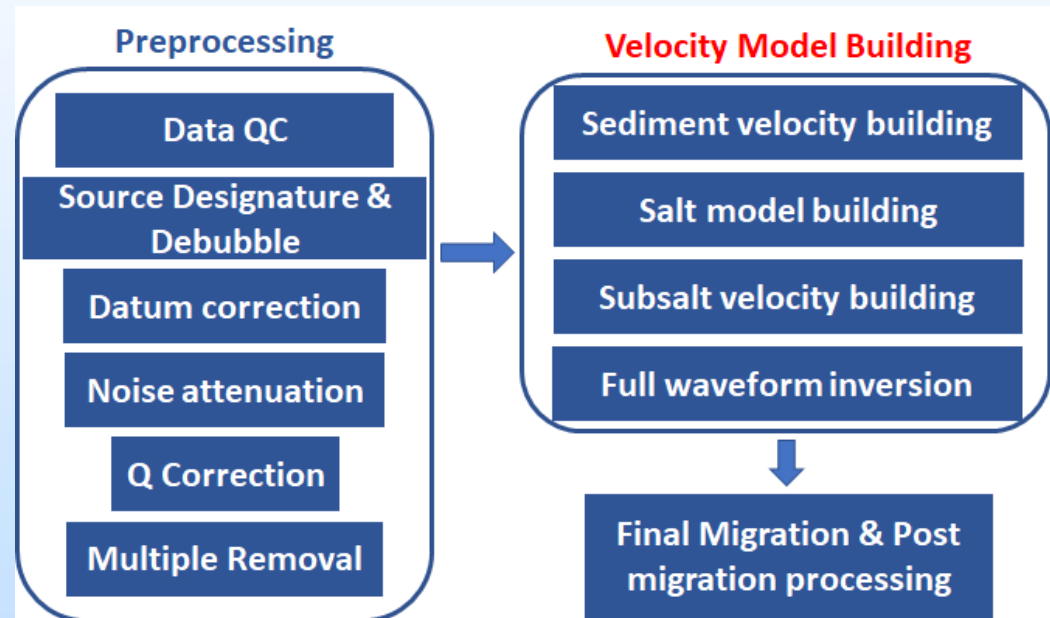 Preprocessing
Data QC
Source Designature &
Debubble
Datum correction
Noise attenuation
Q Correction
Multiple Removal
Velocity Model Building
Sediment velocity building
Salt model building
Subsalt velocity building
Full waveform inversion
Final Migration & Post
migration processing